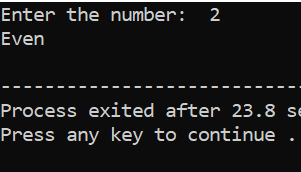 Enter the number:  2
Even
-----------------------------
Process exited after 23.8 se
Press any key to continue .